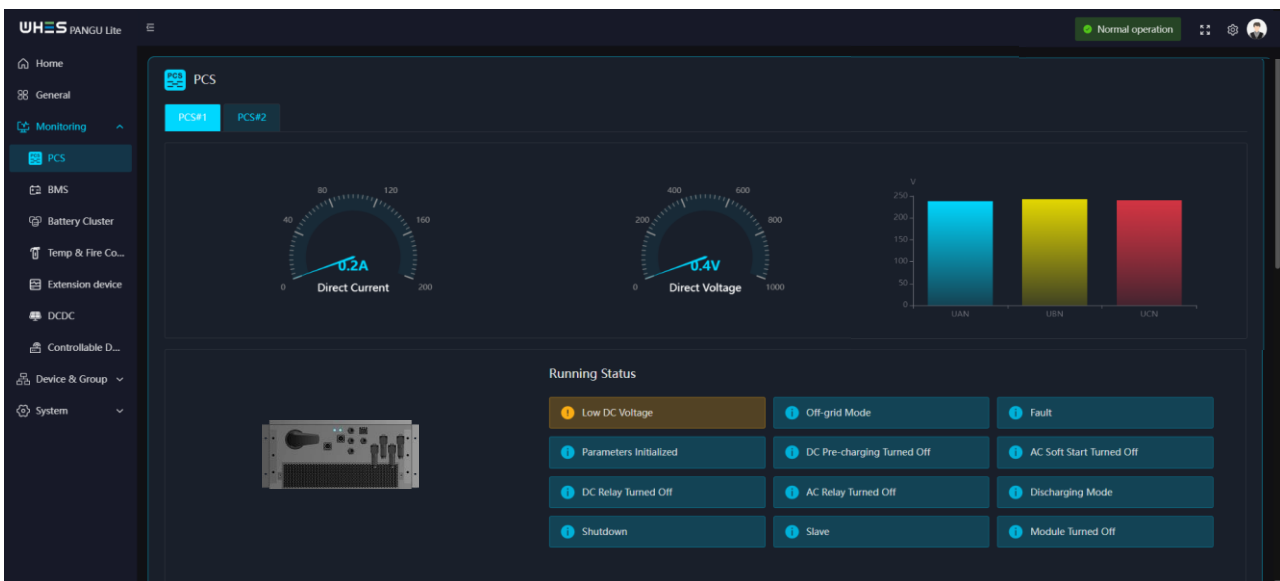 WHES PANGU Lite
Normal operation
Home
General
Monitoring
PCS
BMS
Battery Cluster
Temp & Fire Co...
Extension device
DCDC
Controllable D...
Device & Group
System
PCS
PCS
PCS#1
PCS#2
0
40
80
120
160
200
0.2A
Direct Current
0
200
400
600
800
1000
0.4V
Direct Voltage
V
250
200
150
100
50
0
UAN
UBN
UCN
Running Status
Low DC Voltage
Off-grid Mode
Fault
Parameters Initialized
DC Pre-charging Turned Off
AC Soft Start Turned Off
DC Relay Turned Off
AC Relay Turned Off
Discharging Mode
Shutdown
Slave
Module Turned Off